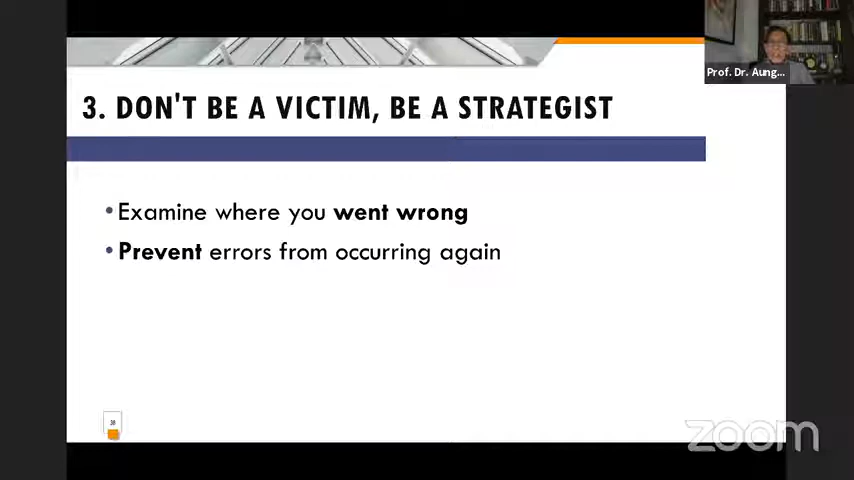 Prof. Dr. Aung...
3. DON'T BE A VICTIM, BE A STRATEGIST
•Examine where you went wrong
•Prevent errors from occurring again
zoom